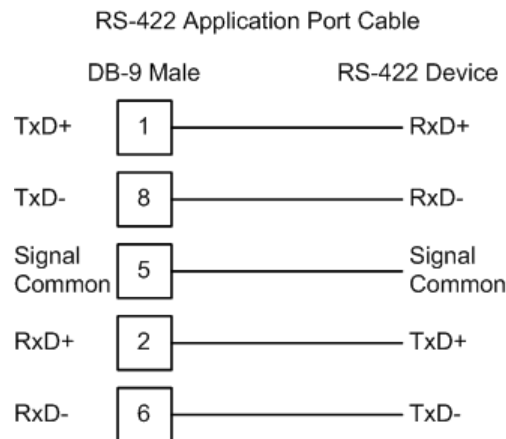 RS-422 Application Port Cable
DB-9 Male RS-422 Device
TxD+ 1 RxD+
TxD- 8 RxD-
Signal Common 5 Signal Common
RxD+ 2 TxD+
RxD- 6 TxD-